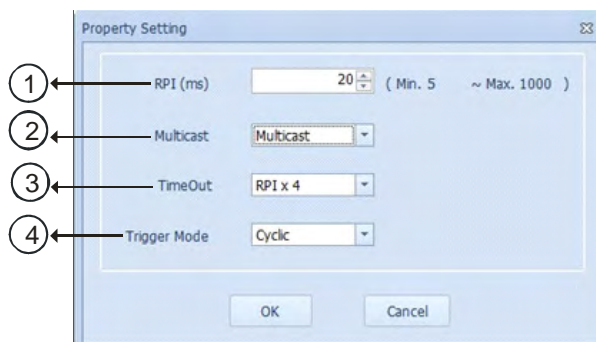 Property Setting
1 RPI (ms) 20 ( Min. 5 ~ Max. 1000 )
2 Multicast Multicast
3 TimeOut RPI x 4
4 Trigger Mode Cyclic
OK Cancel